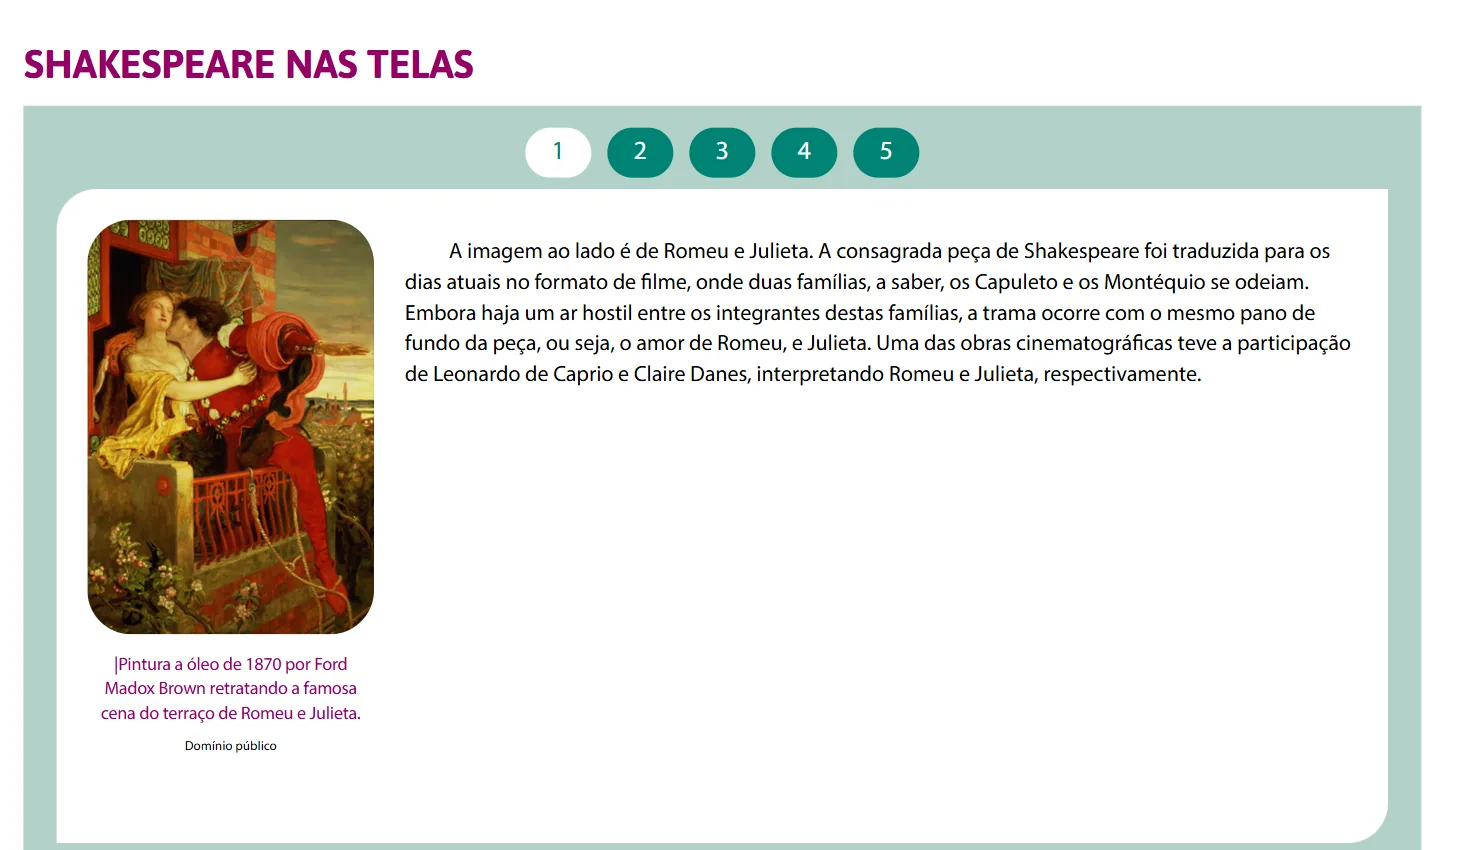 SHAKESPEARE NAS TELAS
1 2 3 4 5
A imagem ao lado é de Romeu e Julieta. A consagrada peça de Shakespeare foi traduzida para os
dias atuais no formato de filme, onde duas famílias, a saber, os Capuleto e os Montéquio se odeiam.
Embora haja um ar hostil entre os integrantes destas famílias, a trama ocorre com o mesmo pano de
fundo da peça, ou seja, o amor de Romeu, e Julieta. Uma das obras cinematográficas teve a participação
de Leonardo de Caprio e Claire Danes, interpretando Romeu e Julieta, respectivamente.
|Pintura a óleo de 1870 por Ford
Madox Brown retratando a famosa
cena do terraço de Romeu e Julieta.
Domínio público